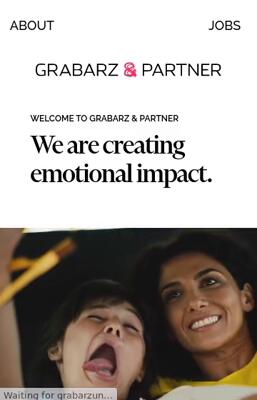 ABOUT
JOBS
GRABARZ & PARTNER
WELCOME TO GRABARZ & PARTNER
We are creating
emotional impact.
Waiting for grabarzun...